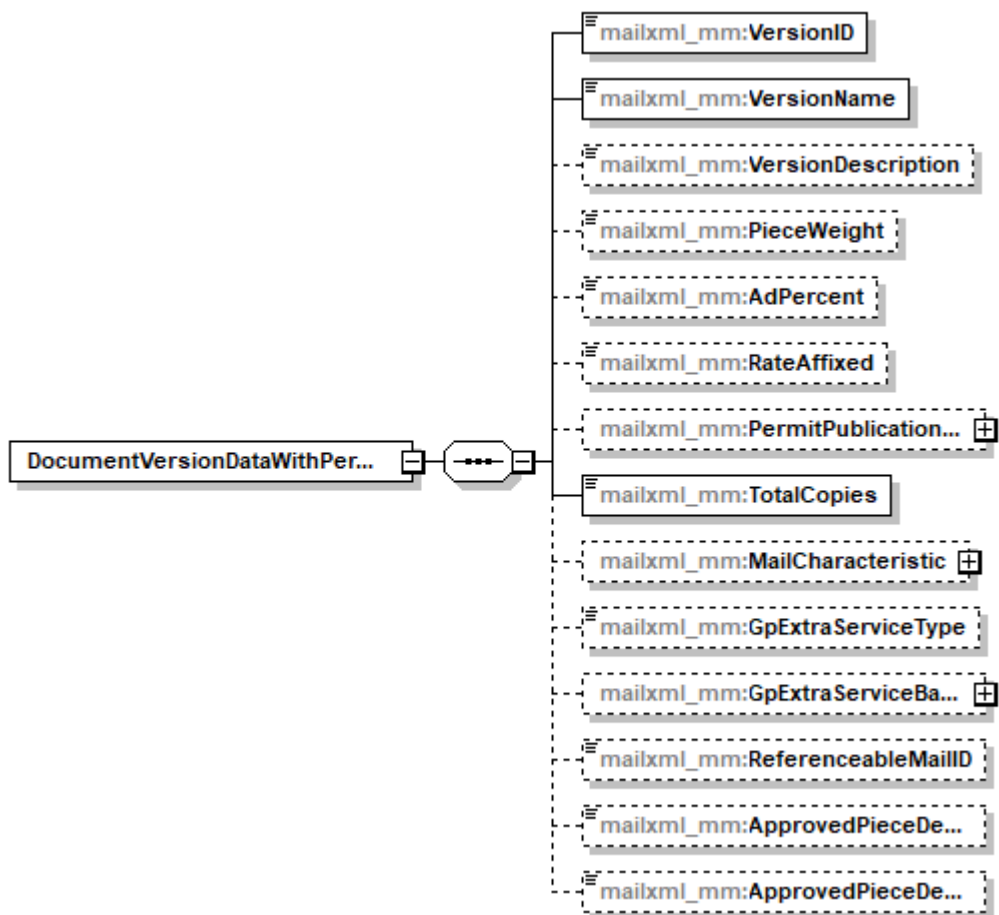 mailxml_mm:VersionID
mailxml_mm:VersionName
mailxml_mm:VersionDescription
mailxml_mm:PieceWeight
mailxml_mm:AdPercent
mailxml_mm:RateAffixed
mailxml_mm:PermitPublication...
DocumentVersionDataWithPer...
mailxml_mm:TotalCopies
mailxml_mm:MailCharacteristic
mailxml_mm:GpExtraServiceType
mailxml_mm:GpExtraServiceBa...
mailxml_mm:ReferenceableMailID
mailxml_mm:ApprovedPieceDe...
mailxml_mm:ApprovedPieceDe...